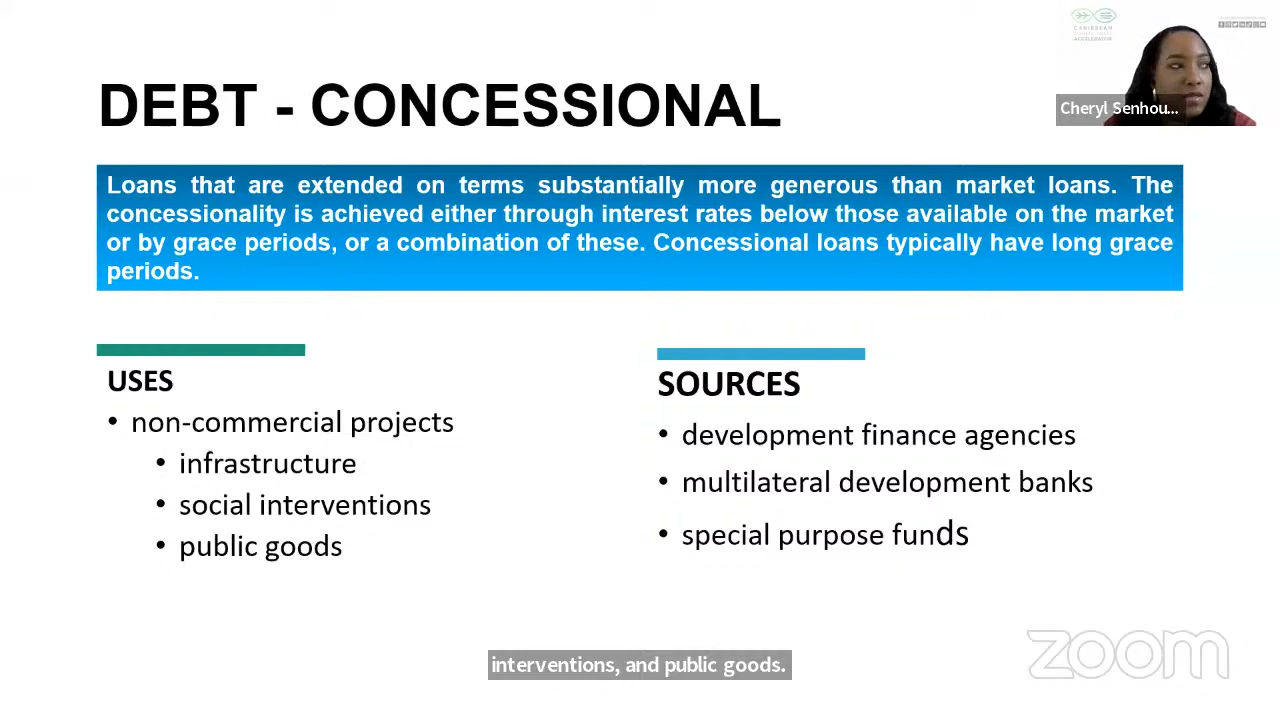 CARIBBEAN
ACCELERATOR
Cheryl Senhou...
DEBT - CONCESSIONAL
Loans that are extended on terms substantially more generous than market loans. The
concessionality is achieved either through interest rates below those available on the market
or by grace periods, or a combination of these. Concessional loans typically have long grace
periods.
USES
• non-commercial projects
• infrastructure
• social interventions
• public goods
SOURCES
• development finance agencies
• multilateral development banks
• special purpose funds
interventions, and public goods.
zoom